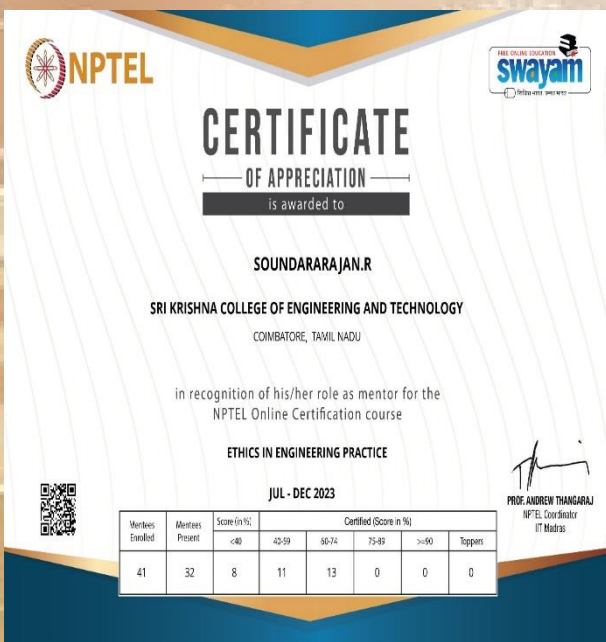 NPTEL
FREE ONLINE EDUCATION
swayam
CERTIFICATE
OF APPRECIATION
is awarded to
SOUNDARARAJAN.R
SRI KRISHNA COLLEGE OF ENGINEERING AND TECHNOLOGY
COIMBATORE, TAMIL NADU
in recognition of his/her role as mentor for the
NPTEL Online Certification course
ETHICS IN ENGINEERING PRACTICE
JUL - DEC 2023
PROF. ANDREW THANGARAJ
NPTEL Coordinator
IIT Madras
Mentees Enrolled Mentees Present Score (in %) Certified (Score in %)
<40 40-59 60-74 75-89 >=90 Toppers
41 32 8 11 13 0 0 0